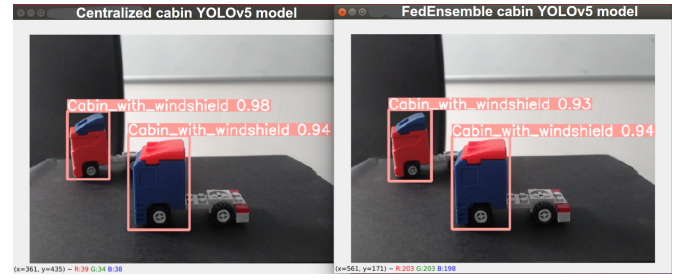 Centralized cabin YOLOv5 model
Cabin_with_windshield 0.98
Cabin_with_windshield 0.94
(x=361, y=435) ~ R:39 G:34 B:38
FedEnsemble cabin YOLOv5 model
Cabin_with_windshield 0.93
Cabin_with_windshield 0.94
(x=561, y=171) ~ R:203 G:203 B:198